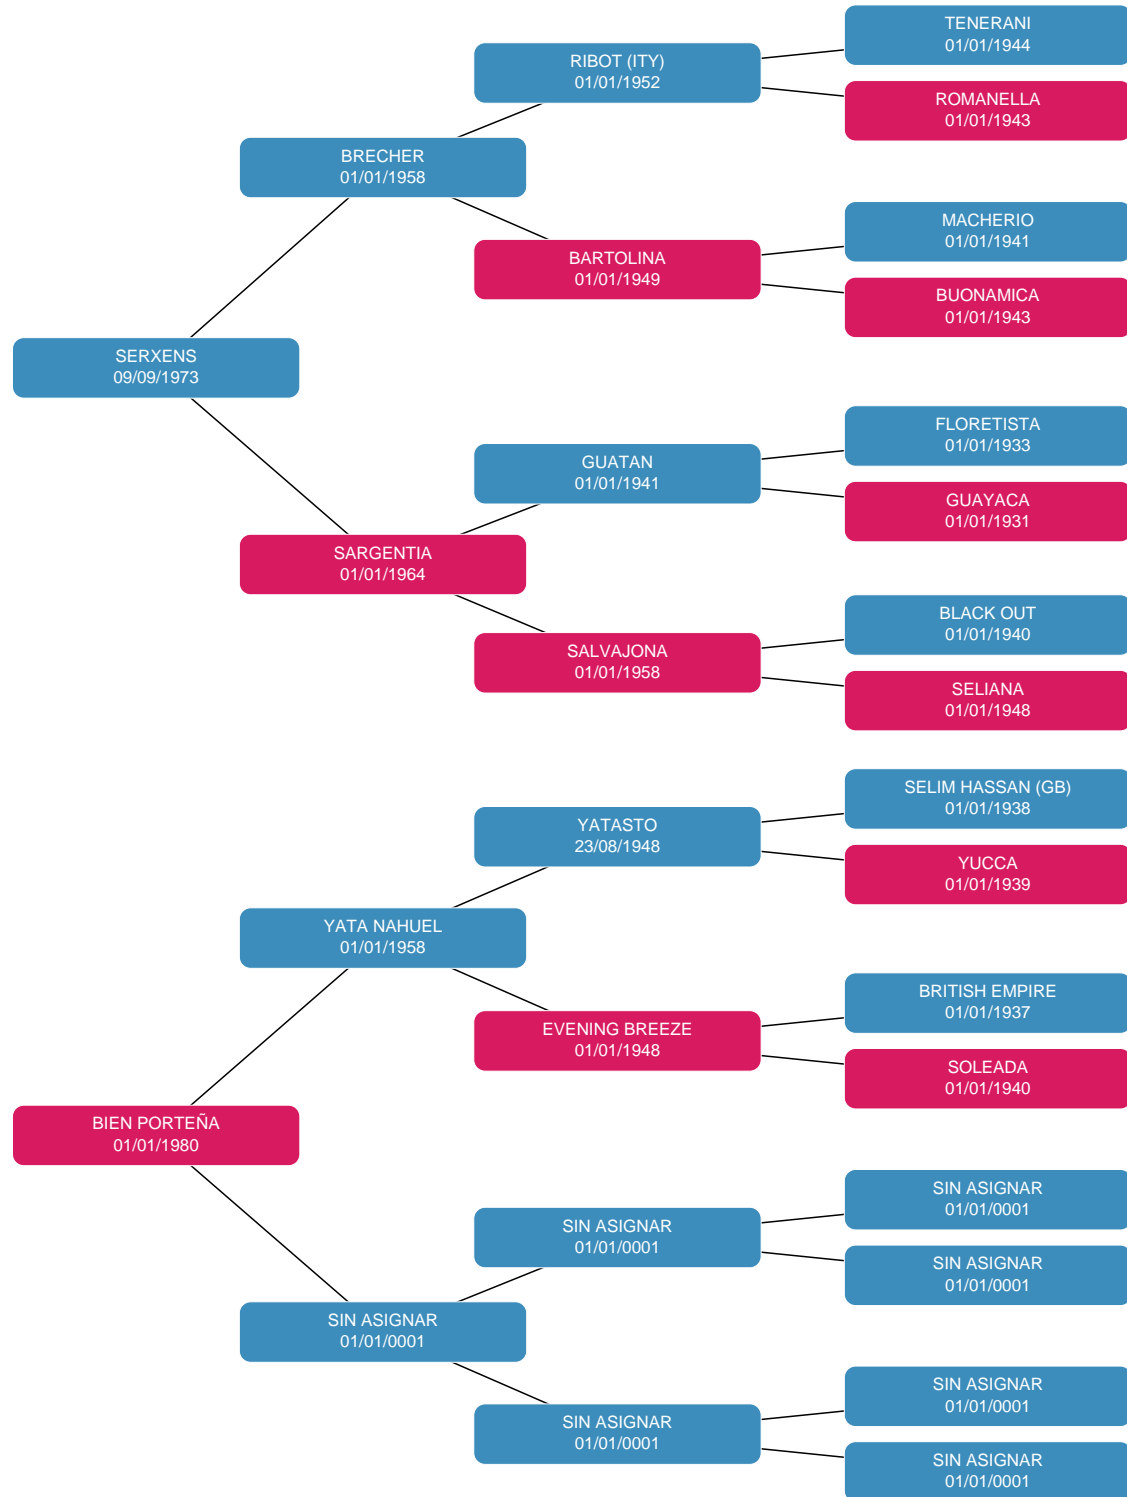 TENERANI
01/01/1944
RIBOT (ITY)
01/01/1952
ROMANELLA
01/01/1943
BRECHER
01/01/1958
MACHERIO
01/01/1941
BARTOLINA
01/01/1949
BUONAMICA
01/01/1943
SERXENS
09/09/1973
FLORETISTA
01/01/1933
GUATAN
01/01/1941
GUAYACA
01/01/1931
SARGENTIA
01/01/1964
BLACK OUT
01/01/1940
SALVAJONA
01/01/1958
SELIANA
01/01/1948
SELIM HASSAN (GB)
01/01/1938
YATASTO
23/08/1948
YUCCA
01/01/1939
YATA NAHUEL
01/01/1958
BRITISH EMPIRE
01/01/1937
EVENING BREEZE
01/01/1948
SOLEADA
01/01/1940
BIEN PORTEÑA
01/01/1980
SIN ASIGNAR
01/01/0001
SIN ASIGNAR
01/01/0001
SIN ASIGNAR
01/01/0001
SIN ASIGNAR
01/01/0001
SIN ASIGNAR
01/01/0001
SIN ASIGNAR
01/01/0001
SIN ASIGNAR
01/01/0001